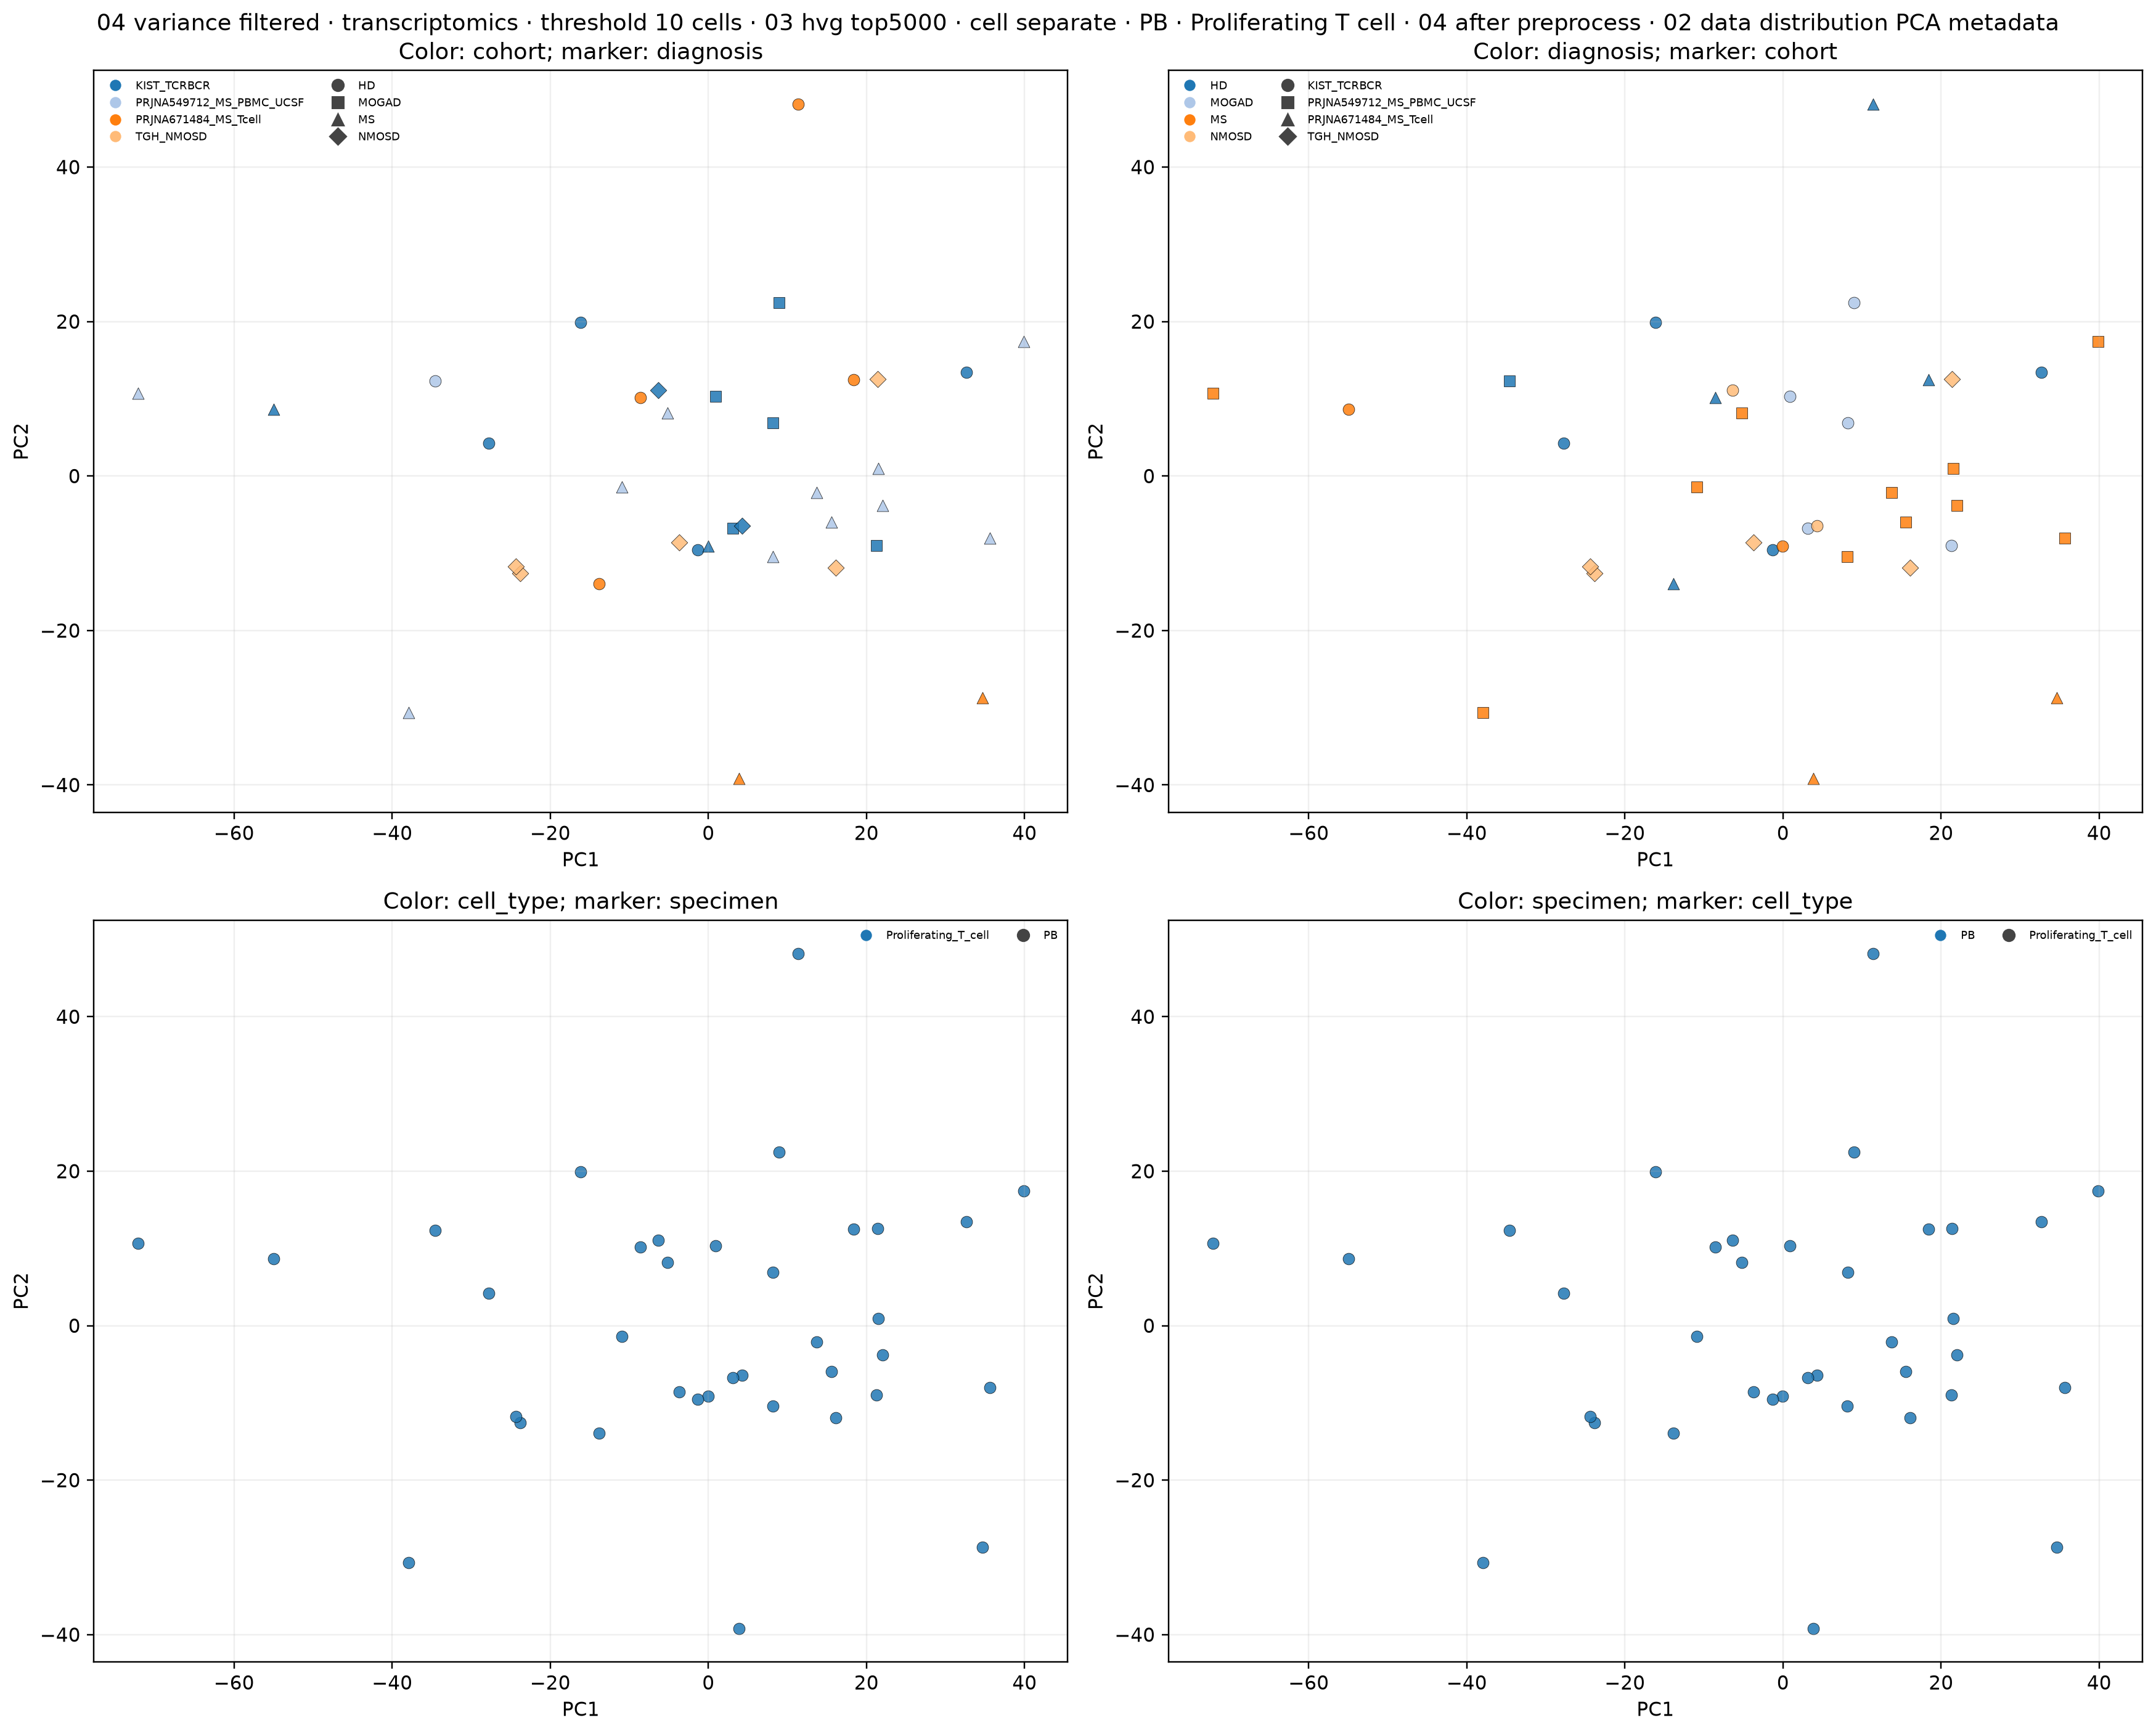 04 variance filtered · transcriptomics · threshold 10 cells · 03 hvg top5000 · cell separate · PB · Proliferating T cell · 04 after preprocess · 02 data distribution PCA metadata
Color: cohort; marker: diagnosis
KIST_TCRBCR
PRJNA549712_MS_PBMC_UCSF
PRJNA671484_MS_Tcell
TGH_NMOSD
HD
MOGAD
MS
NMOSD
40
20
0
−20
−40
PC2
−60
−40
−20
0
20
40
PC1
Color: diagnosis; marker: cohort
HD
MOGAD
MS
NMOSD
KIST_TCRBCR
PRJNA549712_MS_PBMC_UCSF
PRJNA671484_MS_Tcell
TGH_NMOSD
40
20
0
−20
−40
PC2
−60
−40
−20
0
20
40
PC1
Color: cell_type; marker: specimen
Proliferating_T_cell
PB
40
20
0
−20
−40
PC2
−60
−40
−20
0
20
40
PC1
Color: specimen; marker: cell_type
PB
Proliferating_T_cell
40
20
0
−20
−40
PC2
−60
−40
−20
0
20
40
PC1